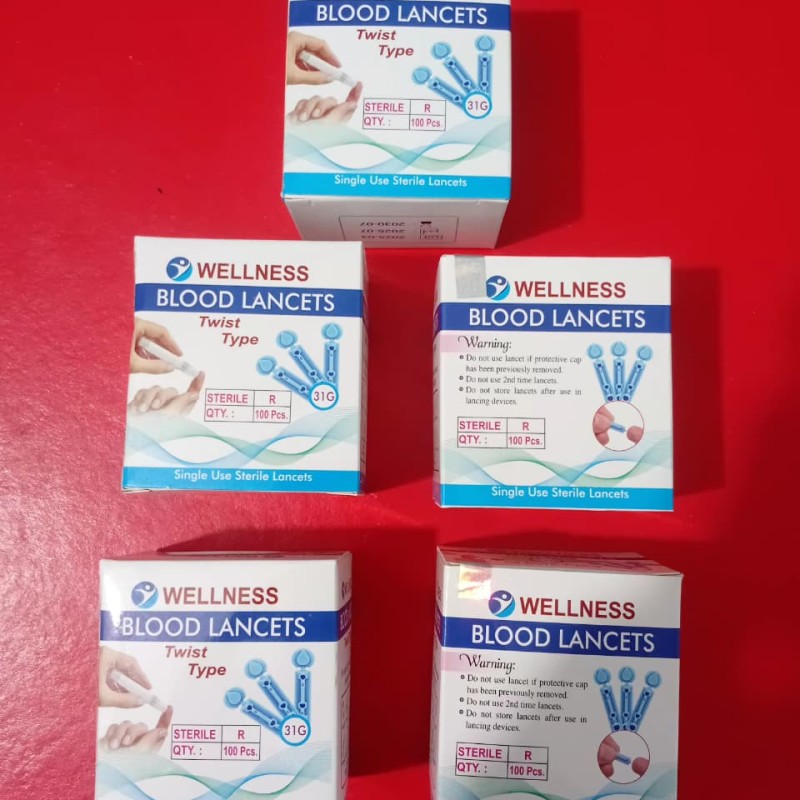 BLOOD LANCETS
Twist
Type
31G
STERILE R
QTY. : 100 Pcs.
Single Use Sterile Lancets
2025-07
2030-07
WELLNESS
BLOOD LANCETS
Twist
Type
31G
STERILE R
QTY. : 100 Pcs.
Single Use Sterile Lancets
WELLNESS
BLOOD LANCETS
Warning:
Do not use lancet if protective cap
has been previously removed.
Do not use 2nd time lancets.
Do not store lancets after use in
lancing devices.
STERILE R
QTY. : 100 Pcs.
Single Use Sterile Lancets
WELLNESS
BLOOD LANCETS
Twist
Type
31G
STERILE R
QTY. : 100 Pcs.
WELLNESS
BLOOD LANCETS
Warning:
Do not use lancet if protective cap
has been previously removed.
Do not use 2nd time lancets.
Do not store lancets after use in
lancing devices.
STERILE R
QTY. : 100 Pcs.